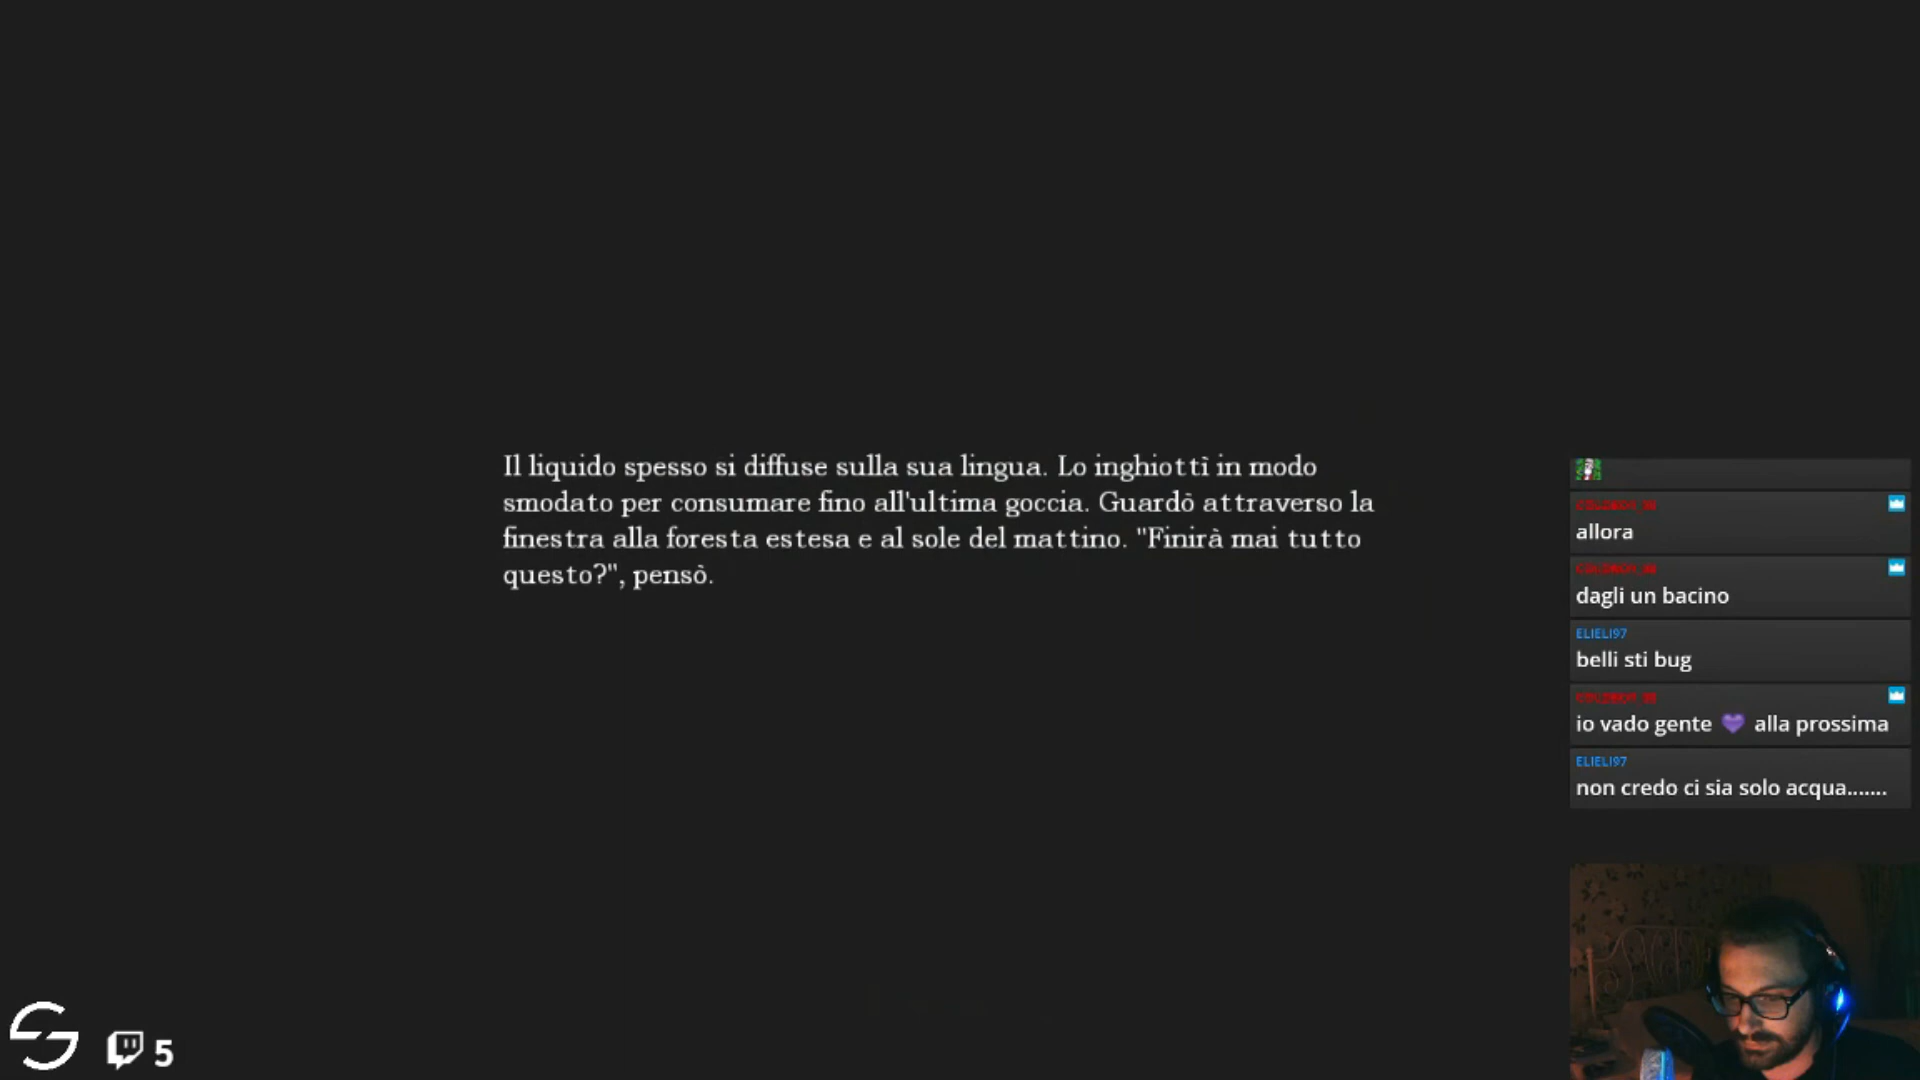 Il liquido spesso si diffuse sulla sua lingua. Lo inghiottì in modo
smodato per consumare fino all'ultima goccia. Guardò attraverso la
finestra alla foresta estesa e al sole del mattino. "Finirà mai tutto
questo?", pensò.
allora
dagli un bacino
ELIELI97
belli sti bug
io vado gente 💜 alla prossima
ELIELI97
non credo ci sia solo acqua.......
5